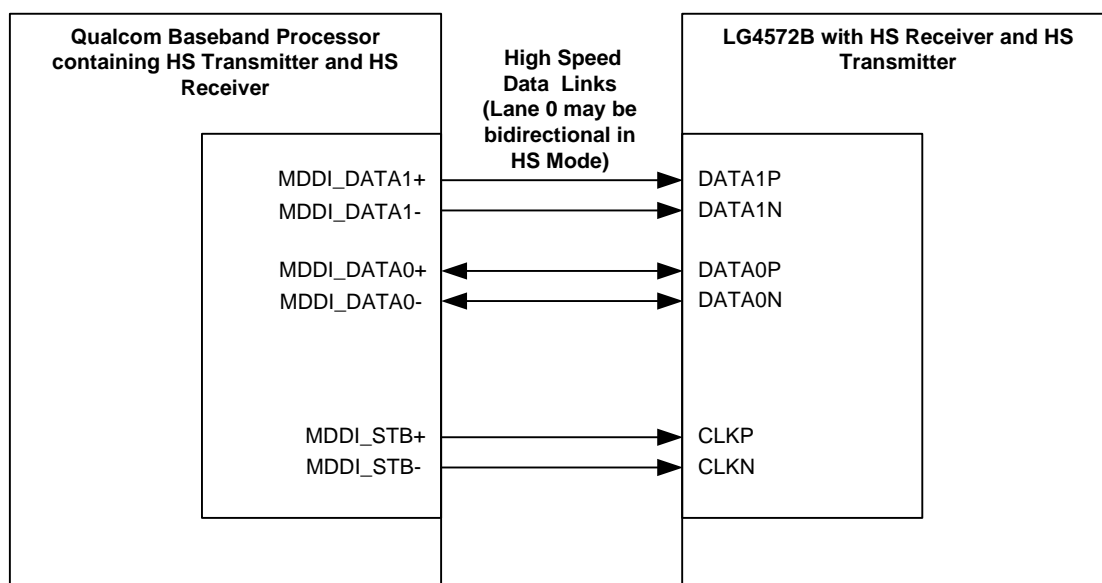 Qualcom Baseband Processor
containing HS Transmitter and HS
Receiver
High Speed
Data Links
(Lane 0 may be
bidirectional in
HS Mode)
LG4572B with HS Receiver and HS
Transmitter
MDDI_DATA1+
DATA1P
MDDI_DATA1-
DATA1N
MDDI_DATA0+
DATA0P
MDDI_DATA0-
DATA0N
MDDI_STB+
CLKP
MDDI_STB-
CLKN